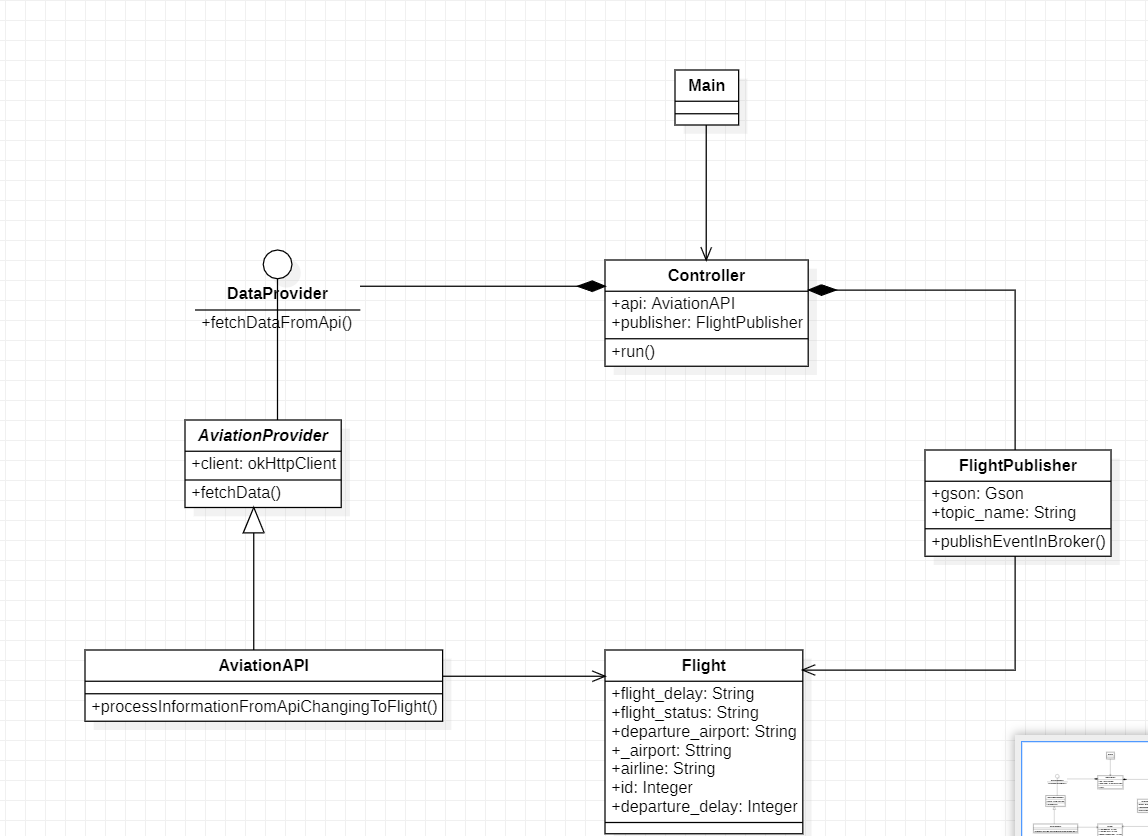 Main
Controller
+api: AviationAPI
+publisher: FlightPublisher
+run()
DataProvider
+fetchDataFromApi()
AviationProvider
+client: okHttpClient
+fetchData()
FlightPublisher
+gson: Gson
+topic_name: String
+publishEventInBroker()
AviationAPI
+processInformationFromApiChangingToFlight()
Flight
+flight_delay: String
+flight_status: String
+departure_airport: String
+_airport: Sttring
+airline: String
+id: Integer
+departure_delay: Integer